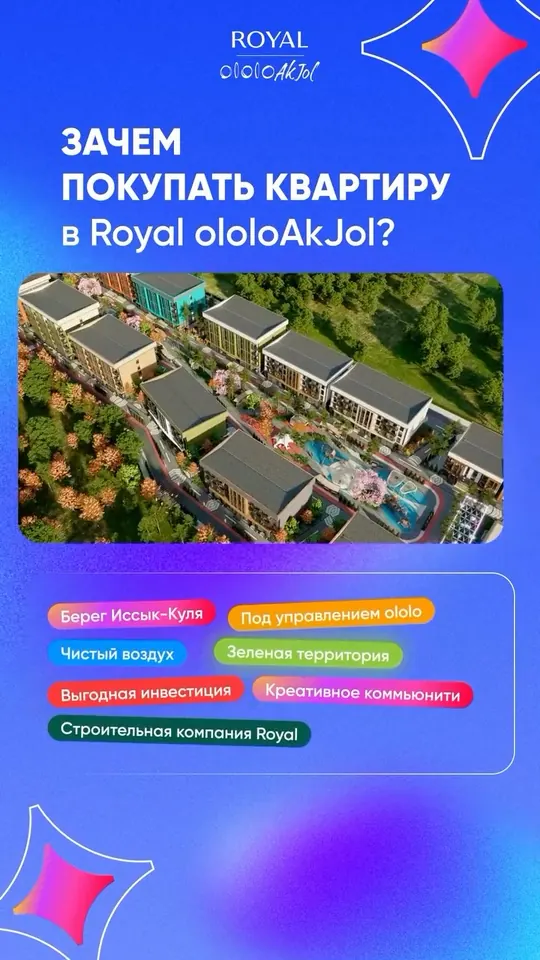 ROYAL
ololoAkJol
ЗАЧЕМ
ПОКУПАТЬ КВАРТИРУ
в Royal ololoAkJol?
Берег Иссык-Куля
Под управлением ololo
Чистый воздух
Зеленая территория
Выгодная инвестиция
Креативное коммьюнити
Строительная компания Royal